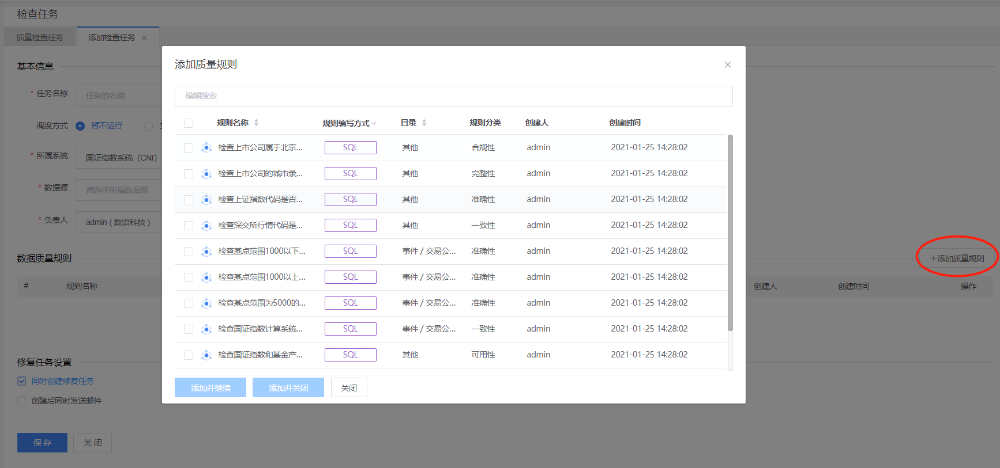 检查任务
质量检查任务 添加检查任务 ×
基本信息
* 任务名称 任务的名称
调度方式 暂不运行
* 所属系统 国证指数系统（CNI）
* 数据源 请选择所属数据源
* 负责人 admin ( 数语科技 )
数据质量规则 +添加质量规则
# 规则名称 创建人 创建时间 操作
修复任务设置
同时创建修复任务
创建后同时发送邮件
保存 关闭
添加质量规则 ×
模糊搜索
规则名称 规则编写方式 目录 规则分类 创建人 创建时间
检查上市公司属于北京... SQL 其他 合规性 admin 2021-01-25 14:28:02
检查上市公司的城市录... SQL 其他 完整性 admin 2021-01-25 14:28:02
检查上证指数代码是否... SQL 其他 准确性 admin 2021-01-25 14:28:02
检查深交所行情代码是... SQL 其他 一致性 admin 2021-01-25 14:28:02
检查基点范围1000以下... SQL 事件 / 交易公... 准确性 admin 2021-01-25 14:28:02
检查基点范围1000以上... SQL 事件 / 交易公... 准确性 admin 2021-01-25 14:28:02
检查基点范围为5000的... SQL 事件 / 交易公... 准确性 admin 2021-01-25 14:28:02
检查国证指数计算系统... SQL 事件 / 交易公... 一致性 admin 2021-01-25 14:28:02
检查国证指数和基金产... SQL 其他 可用性 admin 2021-01-25 14:28:02
添加并继续 添加并关闭 关闭